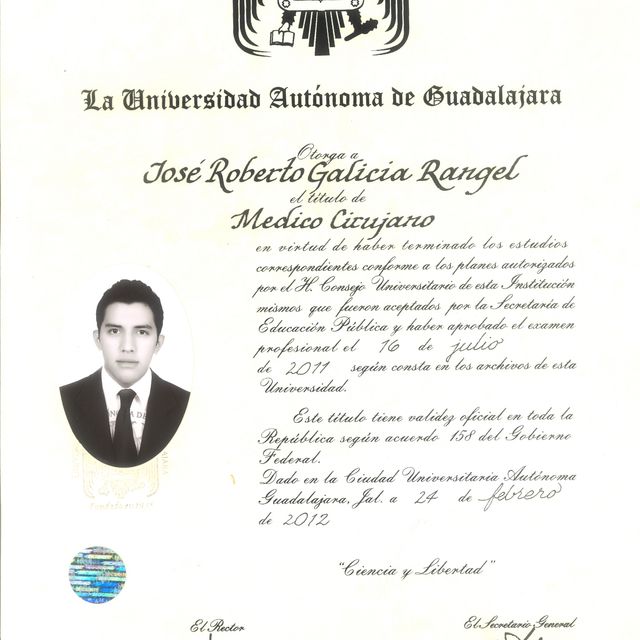 La Universidad Autónoma de Guadalajara
Otorga a
José Roberto Galicia Rangel
el título de
Medico Cirujano
en virtud de haber terminado los estudios
correspondientes conforme a los planes autorizados
por el H. Consejo Universitario de esta Institución
mismos que fueron aceptados por la Secretaría de
Educación Pública y haber aprobado el examen
profesional el 16 de julio
de 2011 según consta en los archivos de esta
Universidad.
Este título tiene validez oficial en toda la
República según acuerdo 158 del Gobierno
Federal.
Dado en la Ciudad Universitaria Autónoma
Guadalajara, Jal. a 24 de febrero
de 2012
"Ciencia y Libertad"
El Rector
El Secretario General